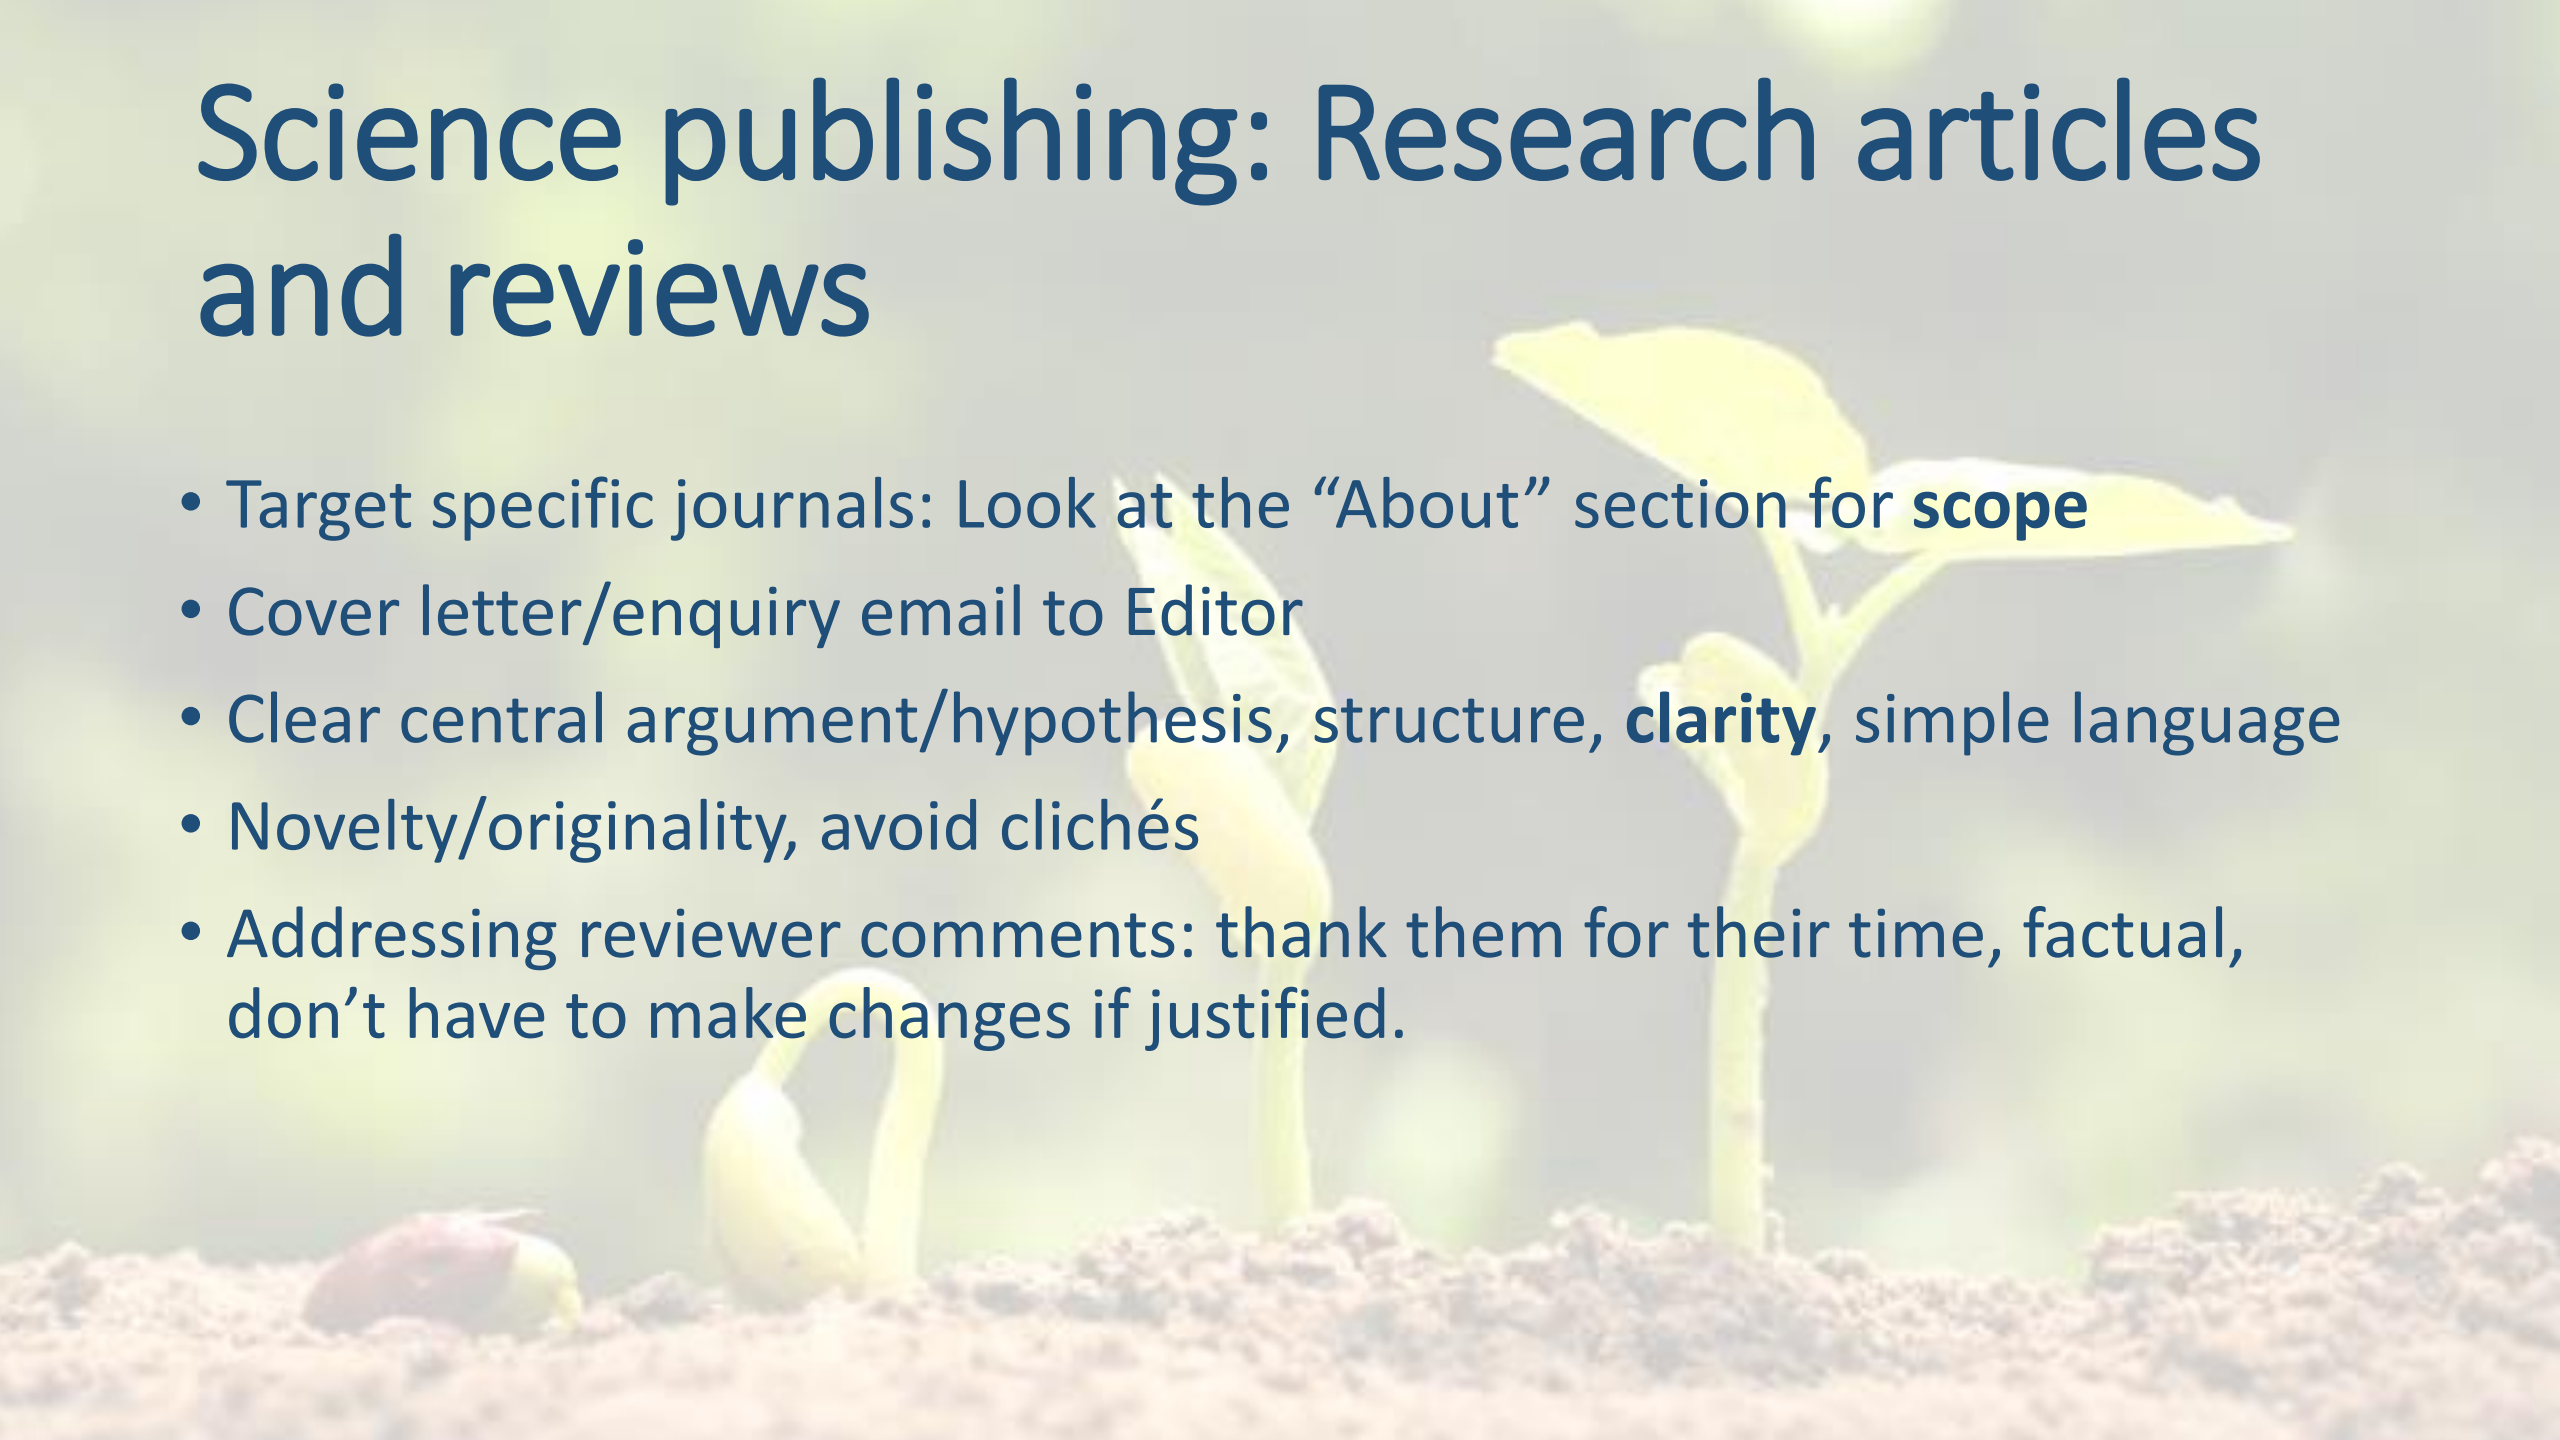 Science publishing: Research articles
and reviews
• Target specific journals: Look at the “About” section for scope
• Cover letter/enquiry email to Editor
• Clear central argument/hypothesis, structure, clarity, simple language
• Novelty/originality, avoid clichés
• Addressing reviewer comments: thank them for their time, factual,
don’t have to make changes if justified.